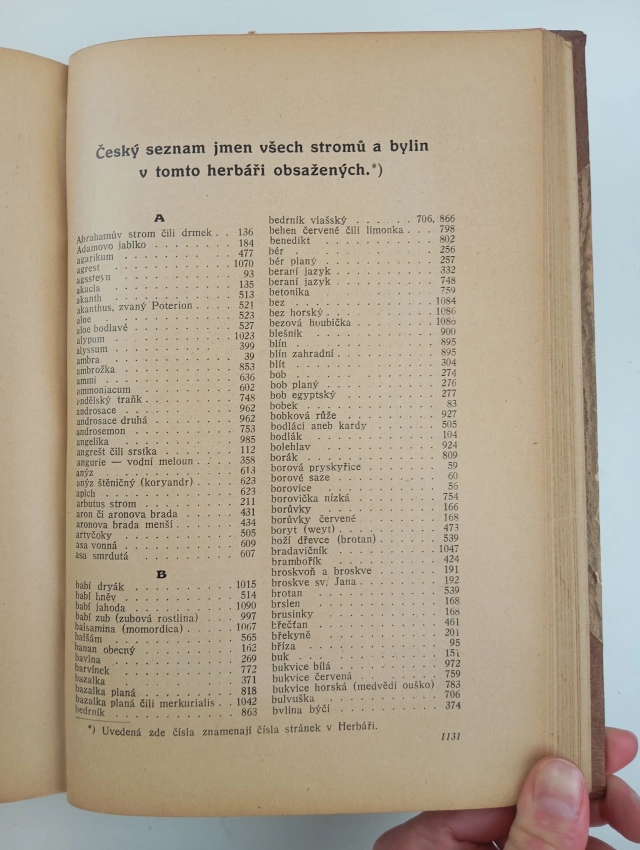 Český seznam jmen všech stromů a bylin
v tomto herbáři obsažených.*)
A
Abrahamův strom čili drmek . . 136
Adamovo jablko . . . . . . . . 184
agarikum . . . . . . . . . . 477
agrest . . . . . . . . . . . 1070
agssteyn . . . . . . . . . . 93
akacia . . . . . . . . . . . 135
akanth . . . . . . . . . . . 513
akanthus, zvaný Poterion . . . . 521
aloe . . . . . . . . . . . . 523
aloe bodlavé . . . . . . . . . 527
alypum . . . . . . . . . . . 1023
alyssum . . . . . . . . . . . 399
ambra . . . . . . . . . . . 39
ambrožka . . . . . . . . . . 853
ammi . . . . . . . . . . . . 636
ammoniacum . . . . . . . . . 602
andělský traňk . . . . . . . . 748
androsace . . . . . . . . . . 962
androsace druhá . . . . . . . . 962
androsemon . . . . . . . . . 753
angelika . . . . . . . . . . 985
angrešt čili srstka . . . . . . . 112
angurie — vodní meloun . . . . 358
anýz . . . . . . . . . . . . 613
anýz štěničný (koryandr) . . . . 623
apich . . . . . . . . . . . . 623
arbutus strom . . . . . . . . . 211
aron či aronova brada . . . . . 431
aronova brada menší . . . . . . 434
artyčoky . . . . . . . . . . 505
asa vonná . . . . . . . . . . 609
asa smrdutá . . . . . . . . . 607
B
babí dryák . . . . . . . . . . 1015
babí hněv . . . . . . . . . . 514
babí jahoda . . . . . . . . . 1090
babí zub (zubová rostlina) . . . 997
balsamina (momordica) . . . . . 1067
balšám . . . . . . . . . . . 565
banan obecný . . . . . . . . . 162
bavlna . . . . . . . . . . . 269
barvínek . . . . . . . . . . 772
bazalka . . . . . . . . . . . 371
bazalka planá . . . . . . . . . 818
bazalka planá čili merkurialis . . 1042
bedrník . . . . . . . . . . . 863
bedrník vlašský . . . . . . 706, 866
behen červené čili limonka . . . . 798
benedikt . . . . . . . . . . . 802
běr . . . . . . . . . . . . . 256
běr planý . . . . . . . . . . 257
beraní jazyk . . . . . . . . . 332
beraní jazyk . . . . . . . . . 748
betonika . . . . . . . . . . . 759
bez . . . . . . . . . . . . . 1084
bez horský . . . . . . . . . . 1086
bezová houbička . . . . . . . . 1086
blešník . . . . . . . . . . . 900
blín . . . . . . . . . . . . 895
blín zahradní . . . . . . . . . 895
blít . . . . . . . . . . . . . 304
bob . . . . . . . . . . . . . 274
bob planý . . . . . . . . . . 276
bob egyptský . . . . . . . . . 277
bobek . . . . . . . . . . . . 83
bobková růže . . . . . . . . . 927
bodláci aneb kardy . . . . . . . 505
bodlák . . . . . . . . . . . 104
bolehlav . . . . . . . . . . . 924
borák . . . . . . . . . . . . 809
borová pryskyřice . . . . . . . 59
borové saze . . . . . . . . . 60
borovice . . . . . . . . . . . 56
borovička nízká . . . . . . . . 754
borůvky . . . . . . . . . . . 166
borůvky červené . . . . . . . . 168
boryt (weyt) . . . . . . . . . 473
boží dřevce (brotan) . . . . . . 539
bradavičník . . . . . . . . . . 1047
brambořík . . . . . . . . . . 424
broskvoň a broskve . . . . . . . 191
broskve sv. Jana . . . . . . . . 192
brotan . . . . . . . . . . . . 539
brslen . . . . . . . . . . . . 168
brusinky . . . . . . . . . . . 168
břečťan . . . . . . . . . . . 461
břekyně . . . . . . . . . . . 201
bříza . . . . . . . . . . . . 95
buk . . . . . . . . . . . . . 151
bukvice bílá . . . . . . . . . 972
bukvice červená . . . . . . . . 759
bukvice horská (medvědí ouško) 783
bulvuška . . . . . . . . . . . 706
bylina býčí . . . . . . . . . . 374
*) Uvedená zde čísla znamenají čísla stránek v Herbáři.
1131